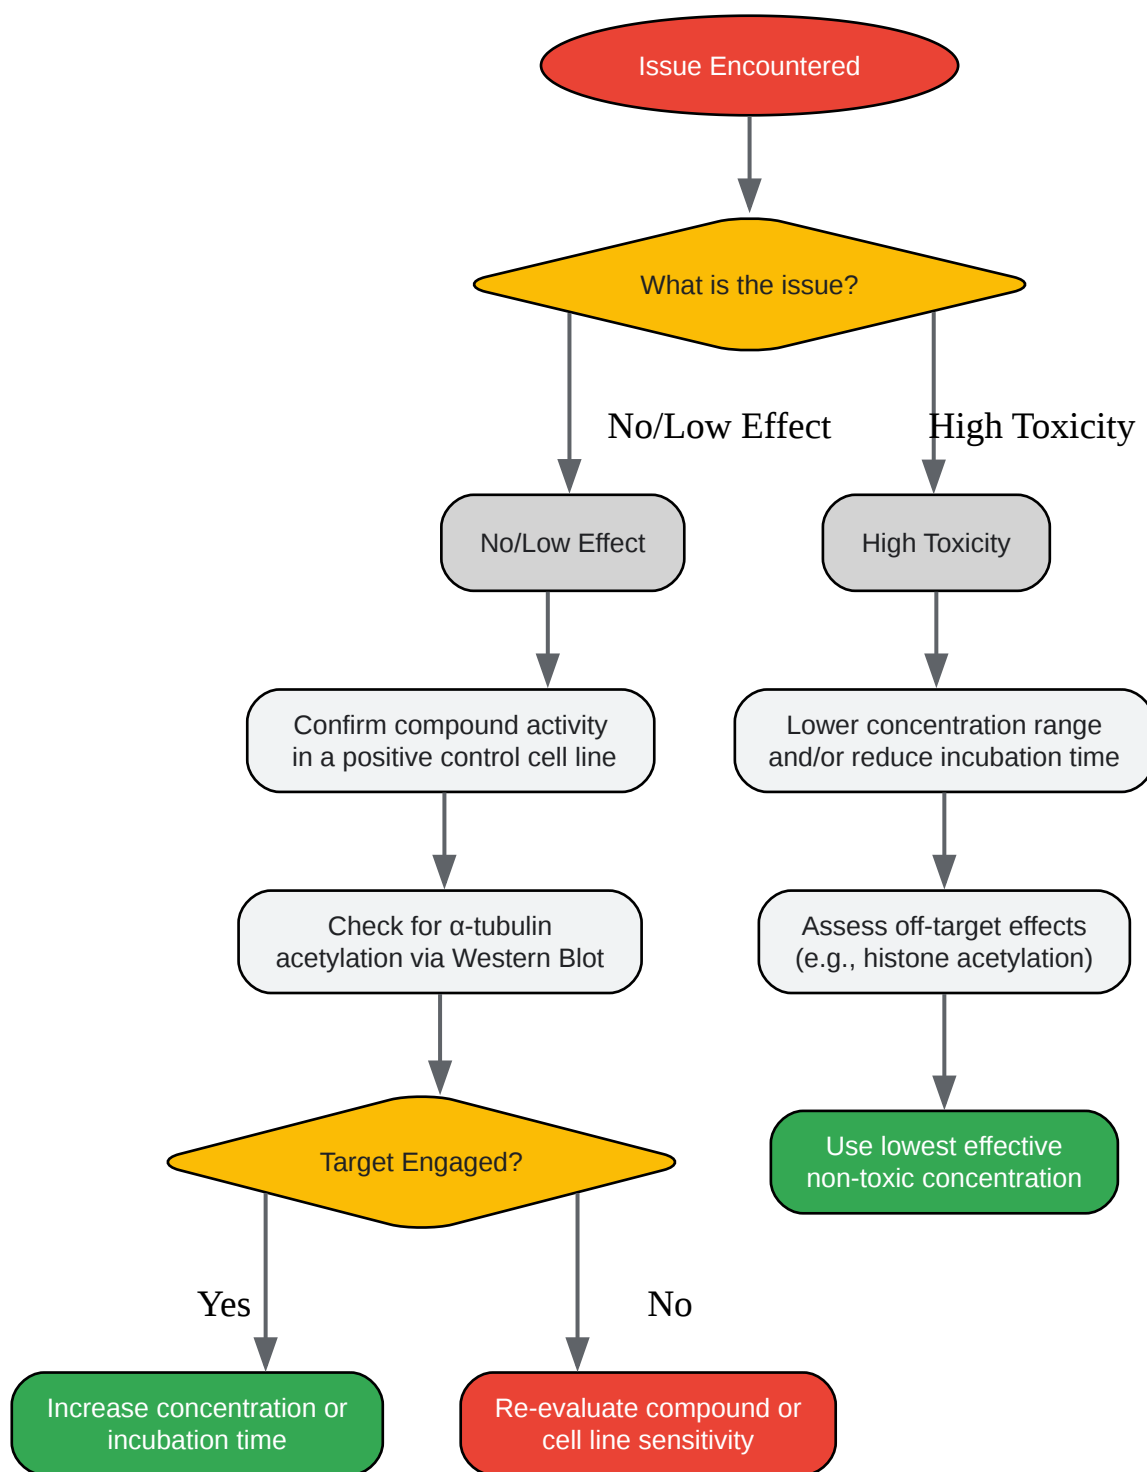 Issue Encountered
What is the issue?
No/Low Effect
High Toxicity
No/Low Effect
High Toxicity
Confirm compound activity
in a positive control cell line
Lower concentration range
and/or reduce incubation time
Check for α-tubulin
acetylation via Western Blot
Assess off-target effects
(e.g., histone acetylation)
Target Engaged?
Use lowest effective
non-toxic concentration
Yes
No
Increase concentration or
incubation time
Re-evaluate compound or
cell line sensitivity